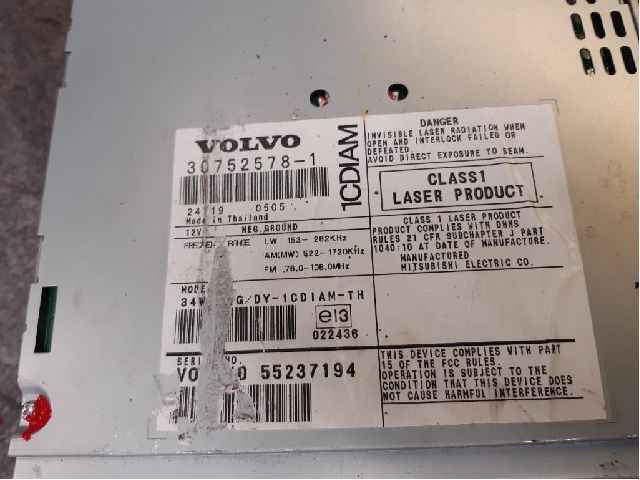 VOLVO
30752578-1
0505
Made in Thailand
12V NEG.GROUND
RANGE LW 153- 282KHz
AM(MW) 522-1720KHz
FM 76.0-108.0MHz
G/DY-1CDIAM-TH
e13
022436
55237194
1CDIAM
DANGER
INVISIBLE LASER RADIATION WHEN
OPEN AND INTERLOCK FAILED OR
DEFEATED.
AVOID DIRECT EXPOSURE TO BEAM.
CLASS1
LASER PRODUCT
CLASS 1 LASER PRODUCT
PRODUCT COMPLIES WITH DHHS
RULES 21 CFR SUBCHAPTER J PART
1040:10 AT DATE OF MANUFACTURE.
MANUFACTURED
MITSUBISHI ELECTRIC CO.
THIS DEVICE COMPLIES WITH PART
15 OF THE FCC RULES.
OPERATION IS SUBJECT TO THE
CONDITION THAT THIS DEVICE DOES
NOT CAUSE HARMFUL INTERFERENCE.